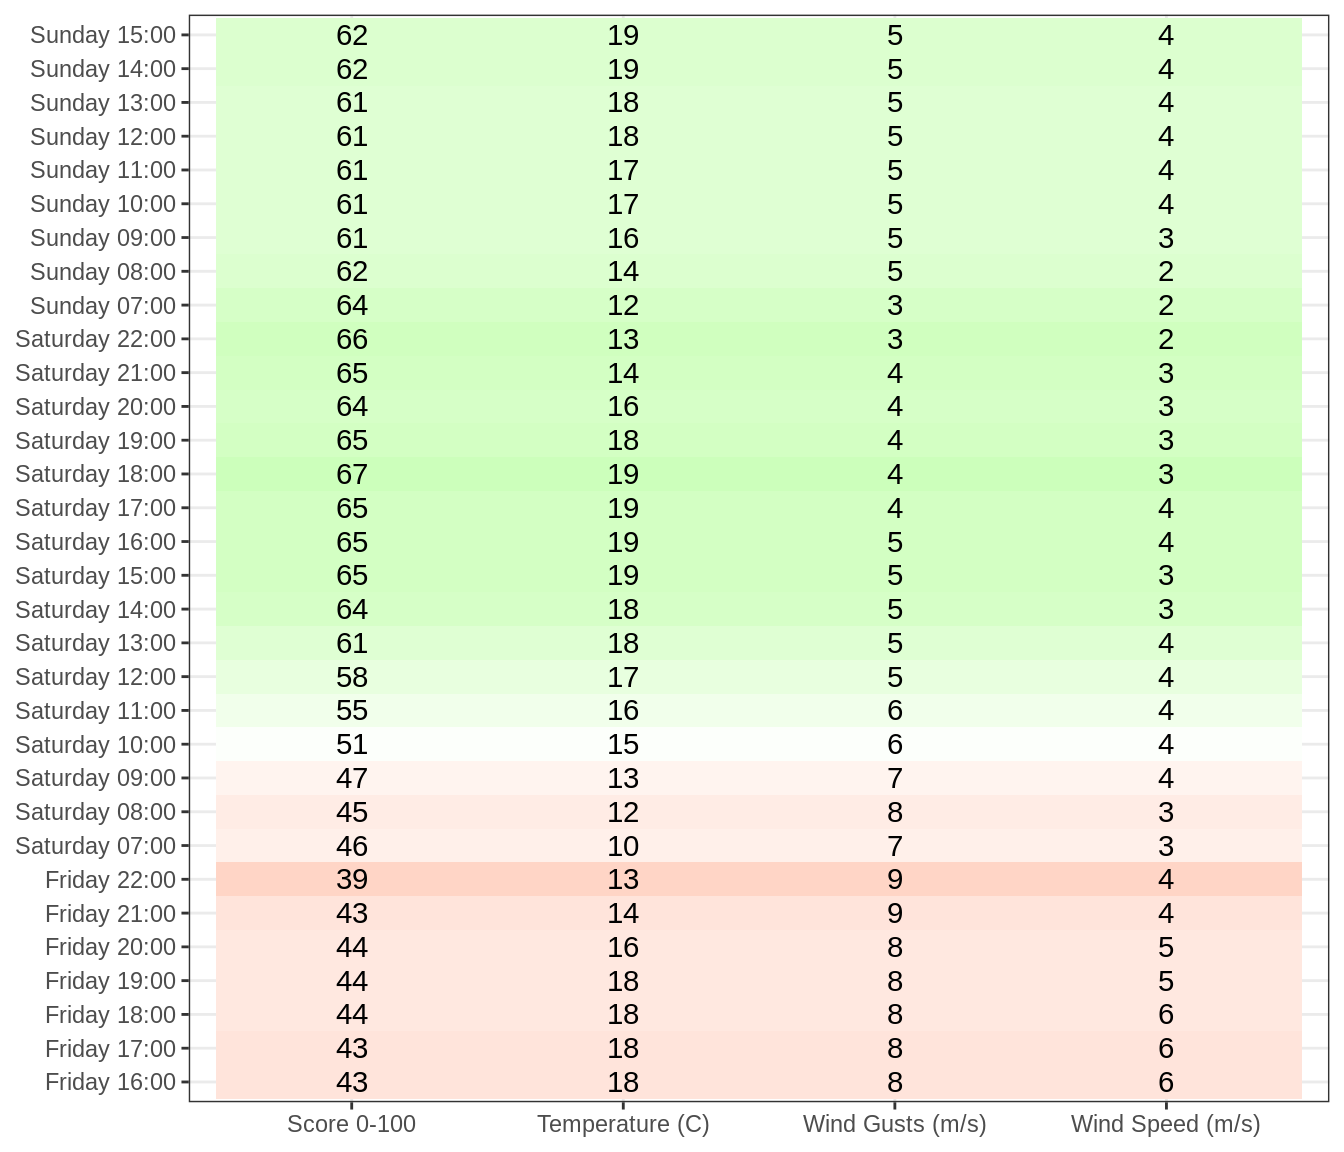 Sunday 15:00 62 19 5 4
Sunday 14:00 62 19 5 4
Sunday 13:00 61 18 5 4
Sunday 12:00 61 18 5 4
Sunday 11:00 61 17 5 4
Sunday 10:00 61 17 5 4
Sunday 09:00 61 16 5 3
Sunday 08:00 62 14 5 2
Sunday 07:00 64 12 3 2
Saturday 22:00 66 13 3 2
Saturday 21:00 65 14 4 3
Saturday 20:00 64 16 4 3
Saturday 19:00 65 18 4 3
Saturday 18:00 67 19 4 3
Saturday 17:00 65 19 4 4
Saturday 16:00 65 19 5 4
Saturday 15:00 65 19 5 3
Saturday 14:00 64 18 5 3
Saturday 13:00 61 18 5 4
Saturday 12:00 58 17 5 4
Saturday 11:00 55 16 6 4
Saturday 10:00 51 15 6 4
Saturday 09:00 47 13 7 4
Saturday 08:00 45 12 8 3
Saturday 07:00 46 10 7 3
Friday 22:00 39 13 9 4
Friday 21:00 43 14 9 4
Friday 20:00 44 16 8 5
Friday 19:00 44 18 8 5
Friday 18:00 44 18 8 6
Friday 17:00 43 18 8 6
Friday 16:00 43 18 8 6
Score 0-100 Temperature (C) Wind Gusts (m/s) Wind Speed (m/s)